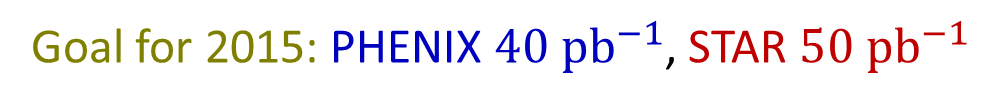 Goal for 2015: PHENIX 40 pb⁻¹, STAR 50 pb⁻¹